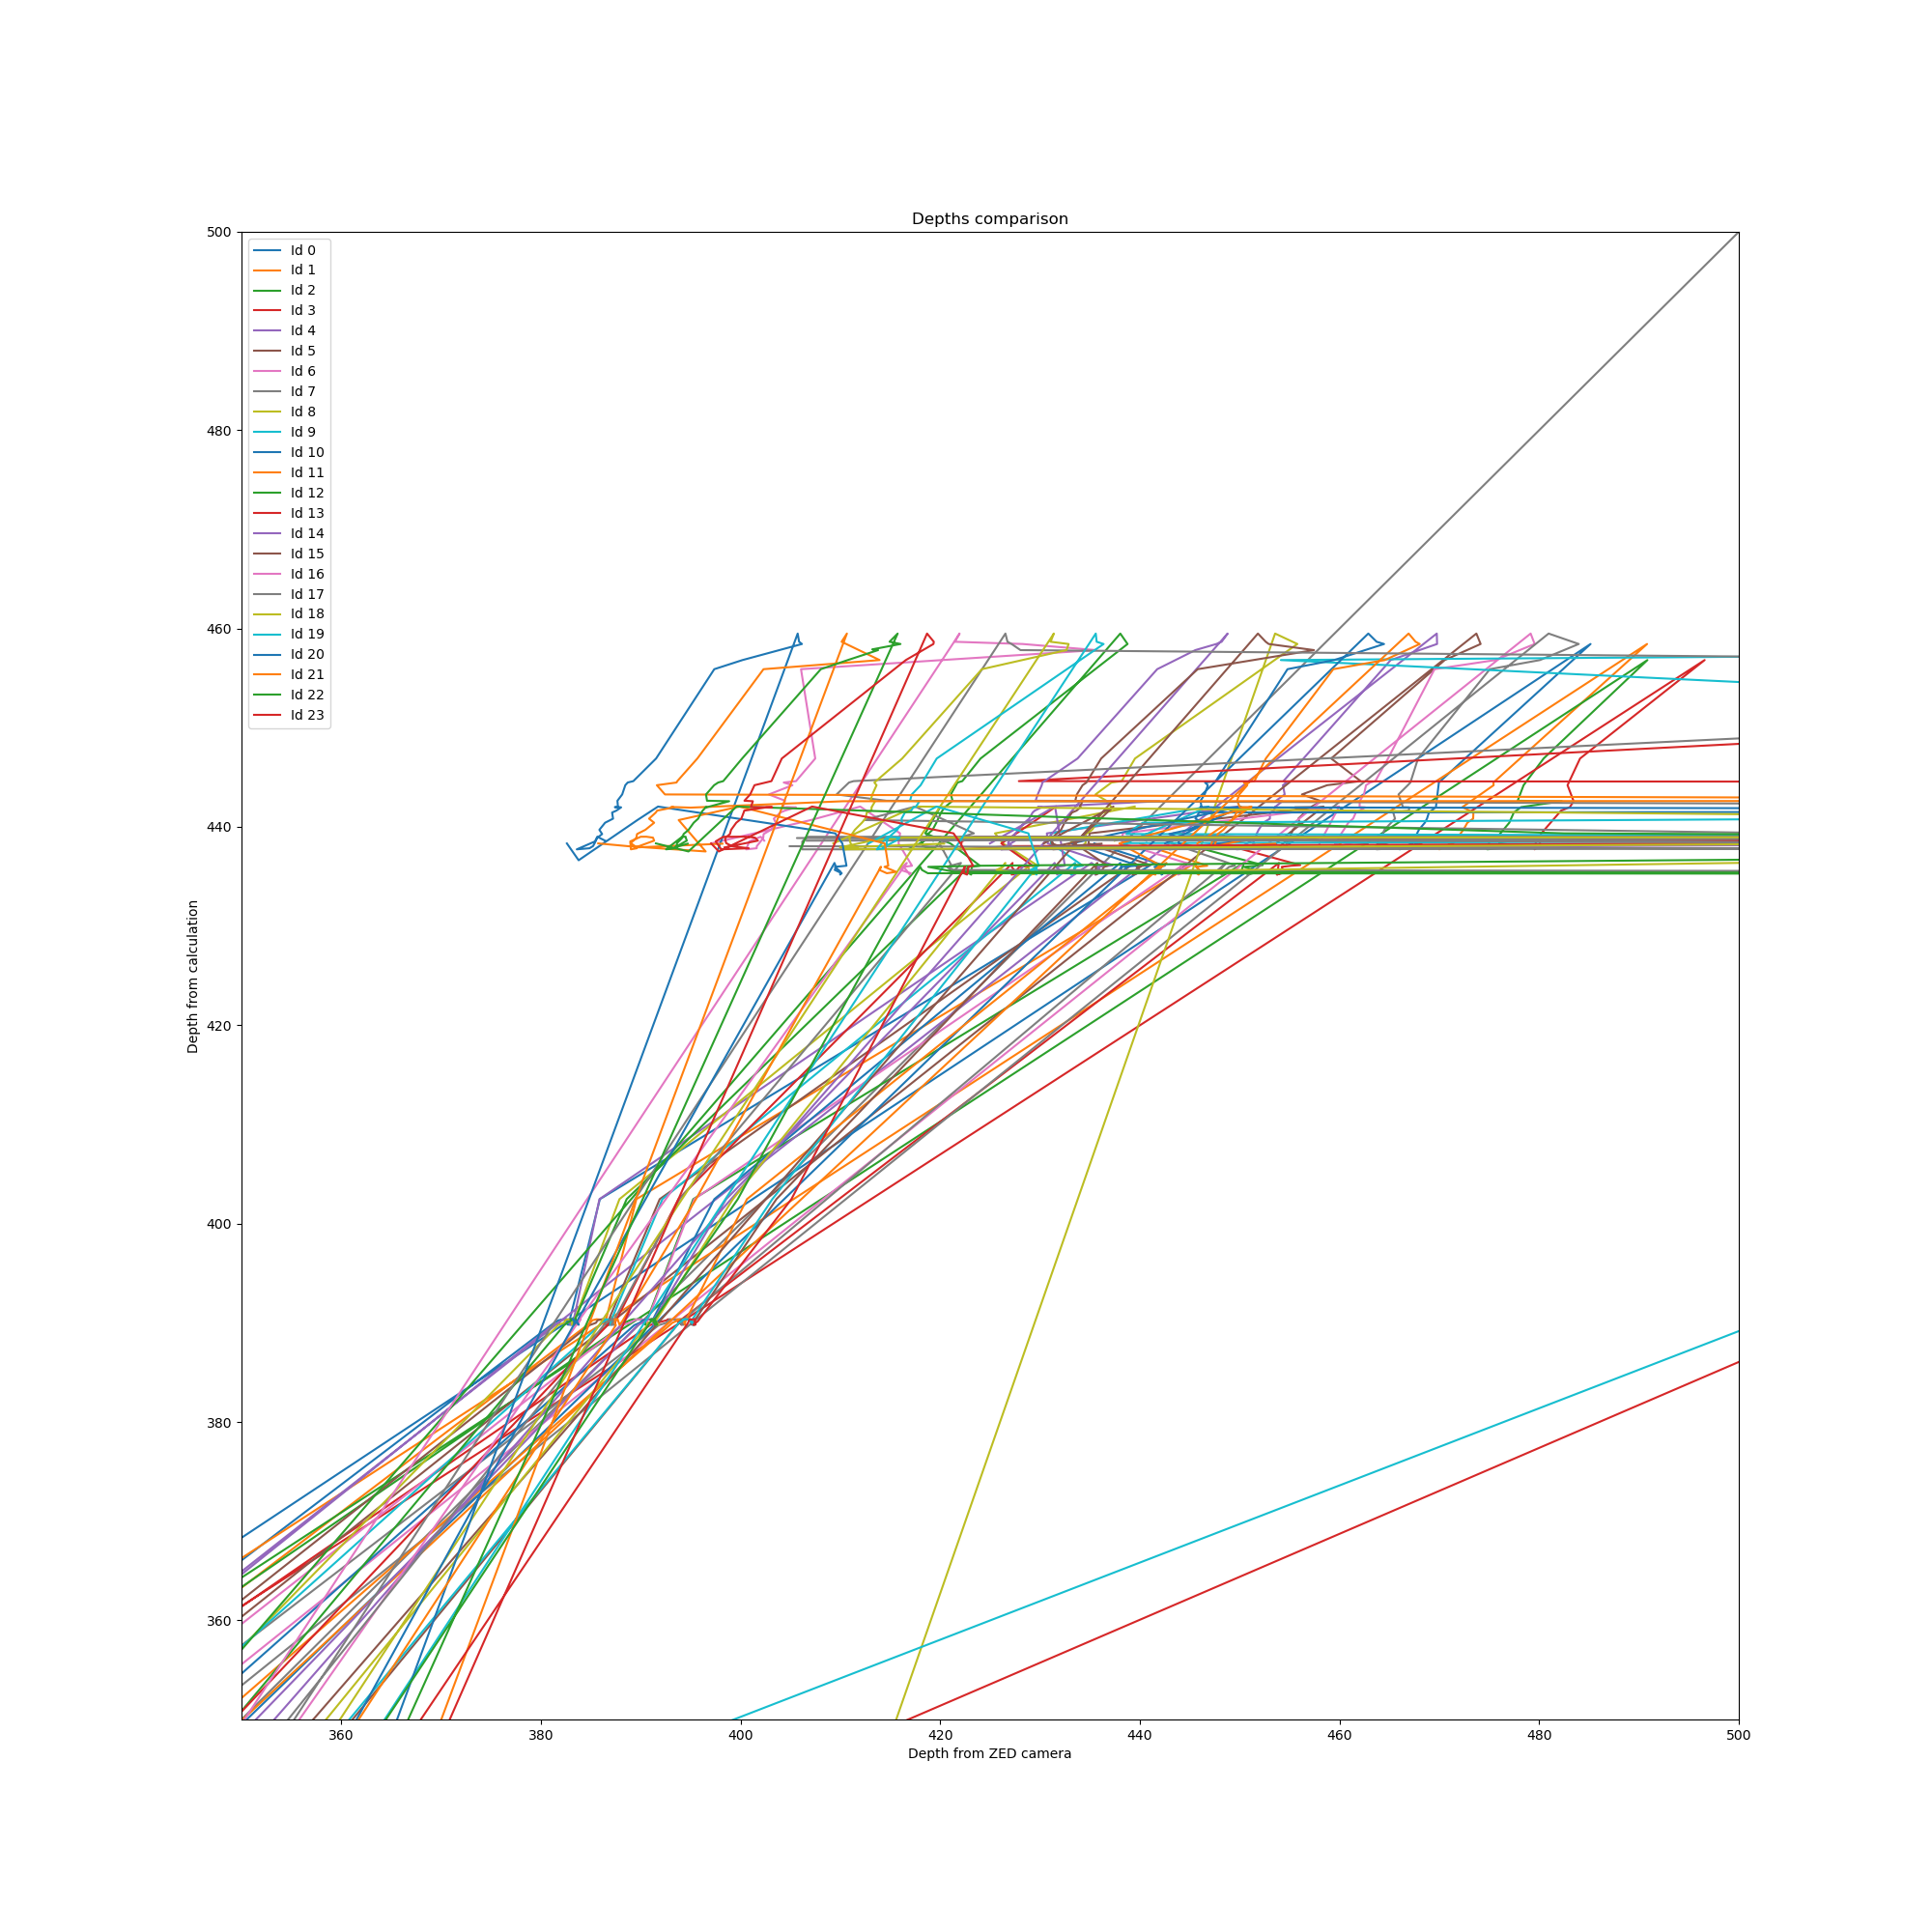 Depths comparison
500
480
460
440
420
400
380
360
Depth from calculation
Id 0
Id 1
Id 2
Id 3
Id 4
Id 5
Id 6
Id 7
Id 8
Id 9
Id 10
Id 11
Id 12
Id 13
Id 14
Id 15
Id 16
Id 17
Id 18
Id 19
Id 20
Id 21
Id 22
Id 23
360 380 400 420 440 460 480 500
Depth from ZED camera